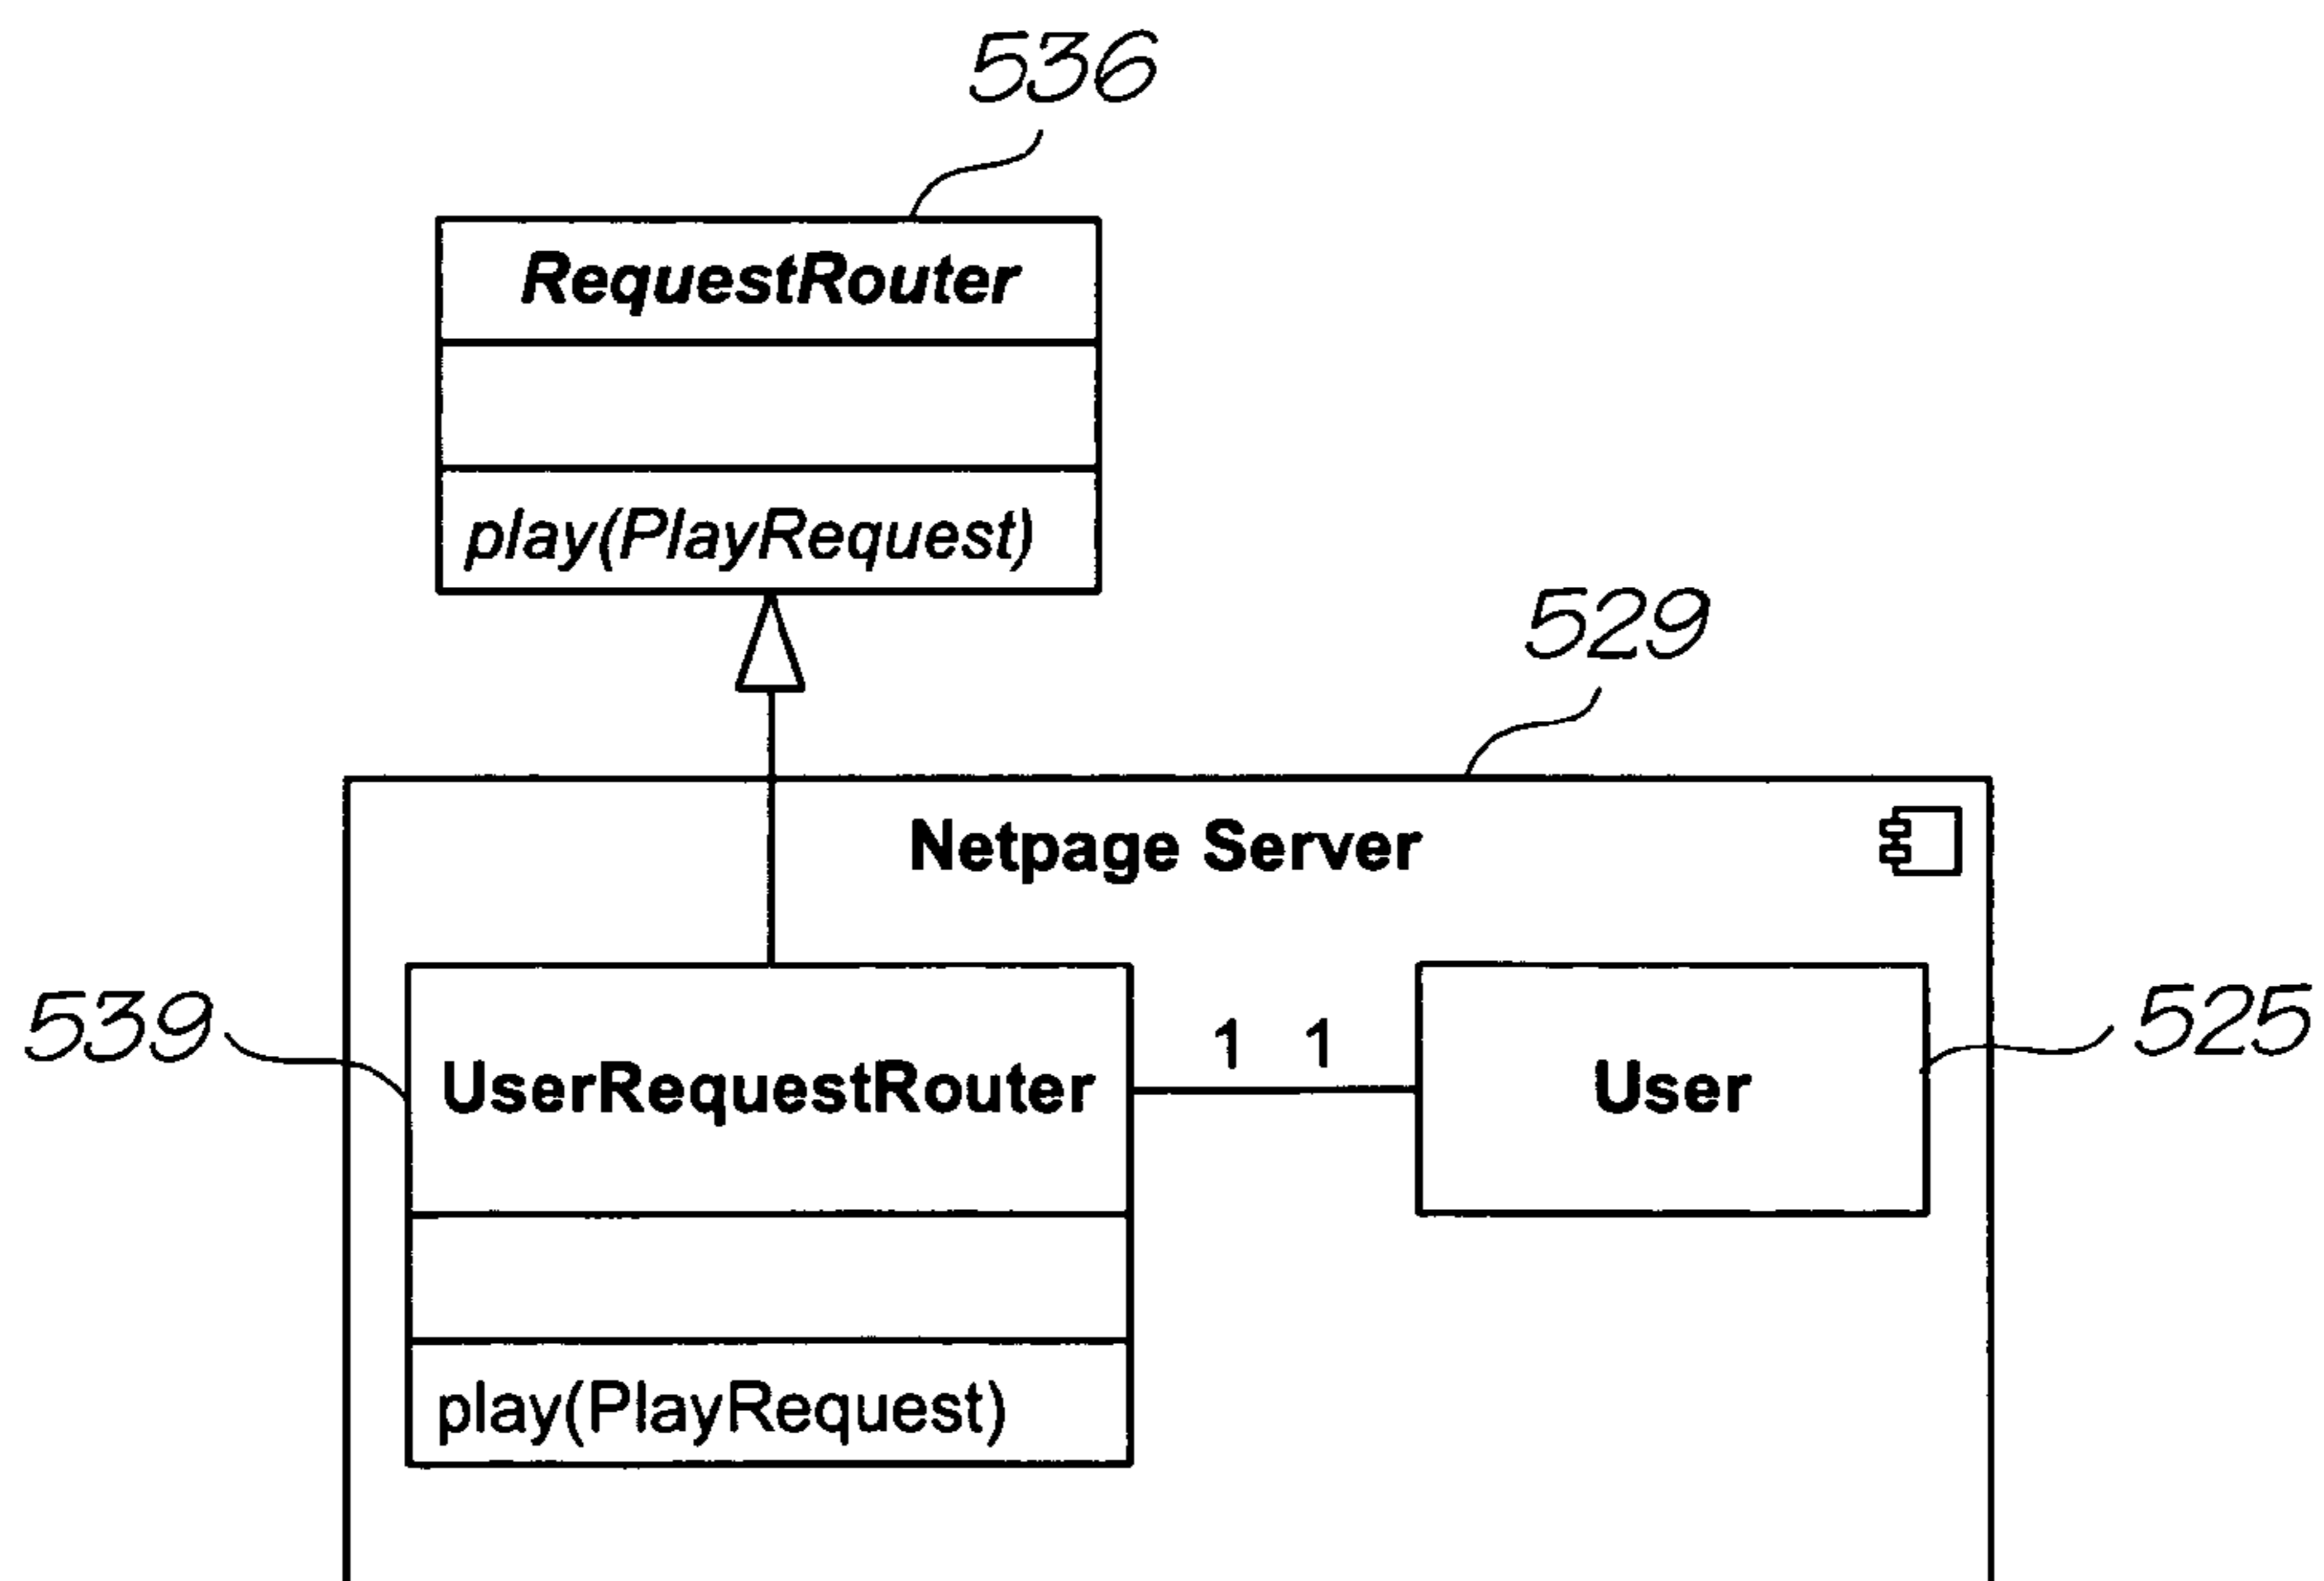 536
RequestRouter
play(PlayRequest)
529
Netpage Server
539
UserRequestRouter
1 1
User
525
play(PlayRequest)